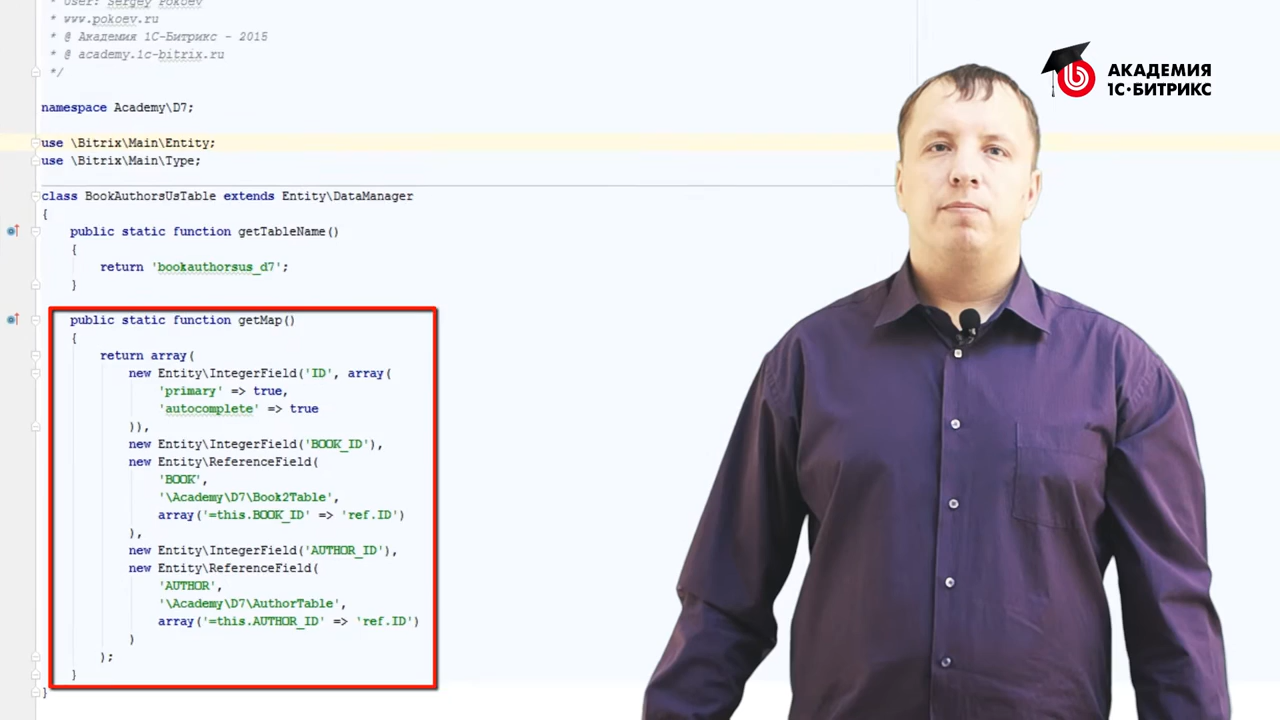 * User: Sergey Pokoev
* www.pokoev.ru
* @ Академия 1С-Битрикс - 2015
* @ academy.1c-bitrix.ru
*/
namespace Academy\D7;
use \Bitrix\Main\Entity;
use \Bitrix\Main\Type;
class BookAuthorsUsTable extends Entity\DataManager
{
public static function getTableName()
{
return 'bookauthorsus_d7';
}
public static function getMap()
{
return array(
new Entity\IntegerField('ID', array(
'primary' => true,
'autocomplete' => true
)),
new Entity\IntegerField('BOOK_ID'),
new Entity\ReferenceField(
'BOOK',
'\Academy\D7\Book2Table',
array('=this.BOOK_ID' => 'ref.ID')
),
new Entity\IntegerField('AUTHOR_ID'),
new Entity\ReferenceField(
'AUTHOR',
'\Academy\D7\AuthorTable',
array('=this.AUTHOR_ID' => 'ref.ID')
)
);
}
}
АКАДЕМИЯ
1С·БИТРИКС